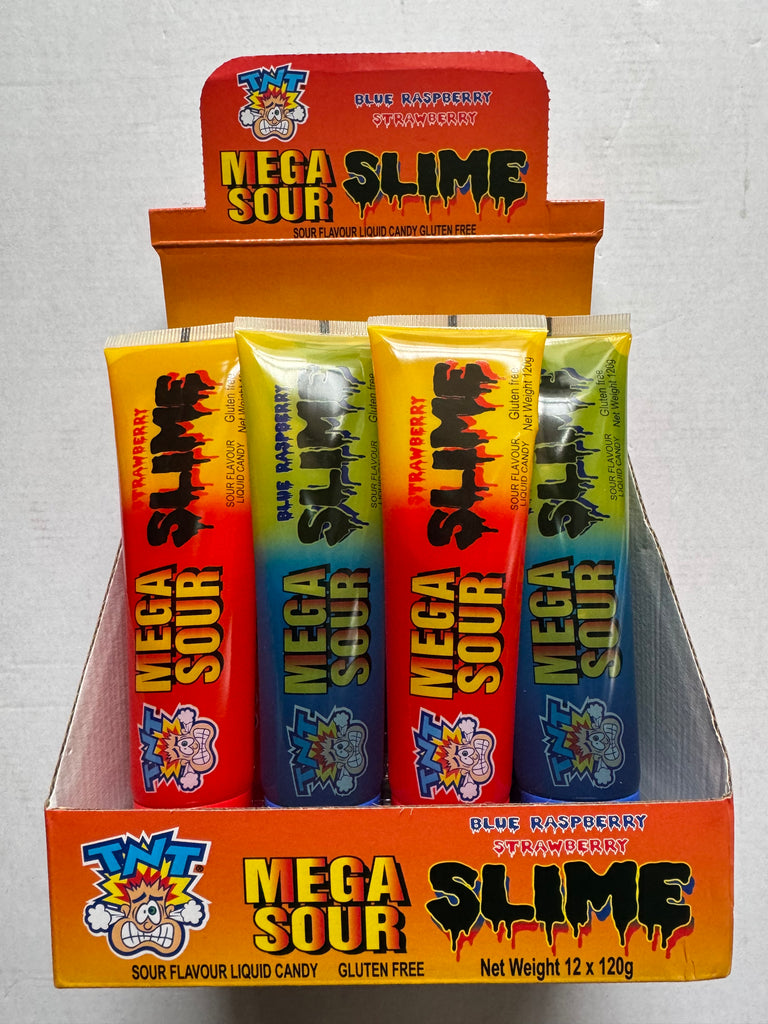 TNT
BLUE RASPBERRY
STRAWBERRY
MEGA SOUR
SLIME
SOUR FLAVOUR LIQUID CANDY GLUTEN FREE
STRAWBERRY
SLIME
SOUR FLAVOUR
LIQUID CANDY
Gluten free
Net Weight
MEGA
SOUR
TNT
BLUE RASPBERRY
SLIME
SOUR FLAVOUR
Gluten free
MEGA
SOUR
TNT
STRAWBERRY
SLIME
SOUR FLAVOUR
LIQUID CANDY
Gluten free
Net Weight 120g
MEGA
SOUR
TNT
SLIME
SOUR FLAVOUR
LIQUID CANDY
Gluten free
Net Weight 120g
MEGA
SOUR
TNT
BLUE RASPBERRY
STRAWBERRY
TNT®
MEGA
SOUR
SLIME
SOUR FLAVOUR LIQUID CANDY GLUTEN FREE
Net Weight 12 x 120g